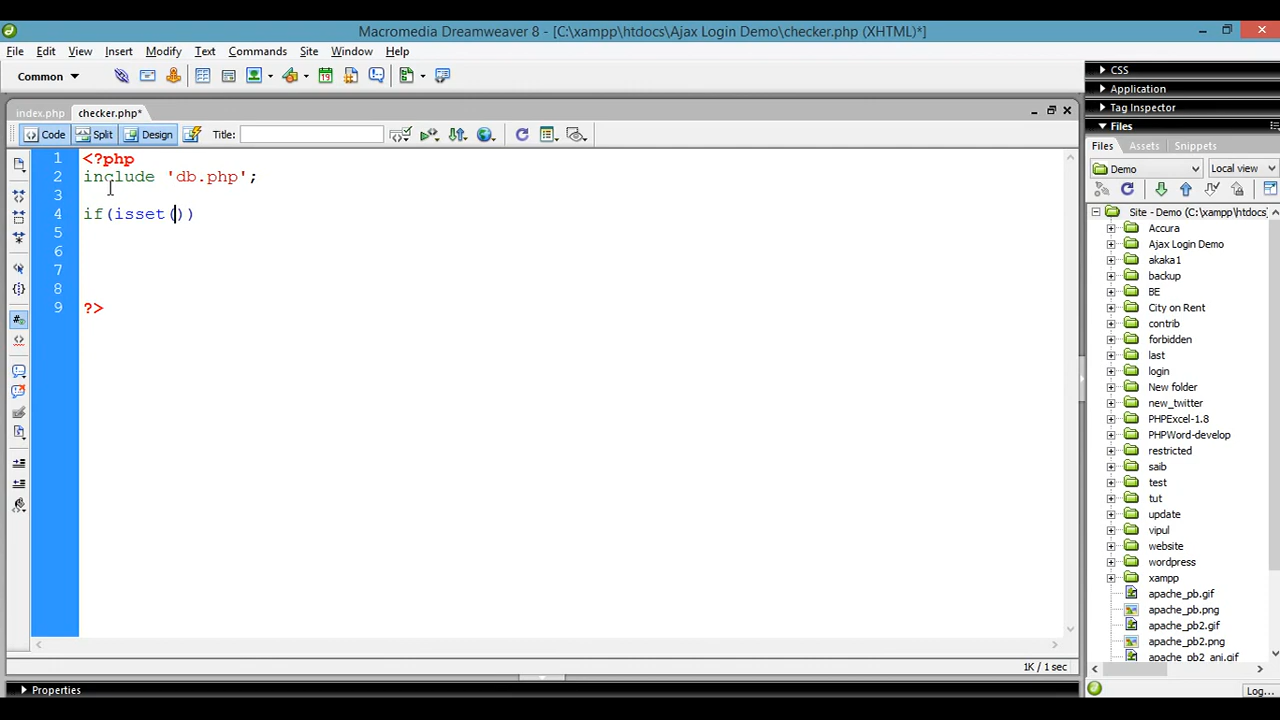 Macromedia Dreamweaver 8 - [C:\xampp\htdocs\Ajax Login Demo\checker.php (XHTML)*]
File Edit View Insert Modify Text Commands Site Window Help
Common
CSS
Application
Tag Inspector
Files
index.php checker.php*
Code Split Design Title:
Files Assets Snippets
Demo Local view
1 <?php
2 include 'db.php';
3
4 if(isset())
5
6
7
8
9 ?>
Site - Demo (C:\xampp\htdocs)
Accura
Ajax Login Demo
akaka1
backup
BE
City on Rent
contrib
forbidden
last
login
New folder
new_twitter
PHPExcel-1.8
PHPWord-develop
restricted
saib
test
tut
update
vipul
website
wordpress
xampp
apache_pb.gif
apache_pb.png
apache_pb2.gif
apache_pb2.png
apache_pb2_ani.gif
1K / 1 sec
Properties
Log...